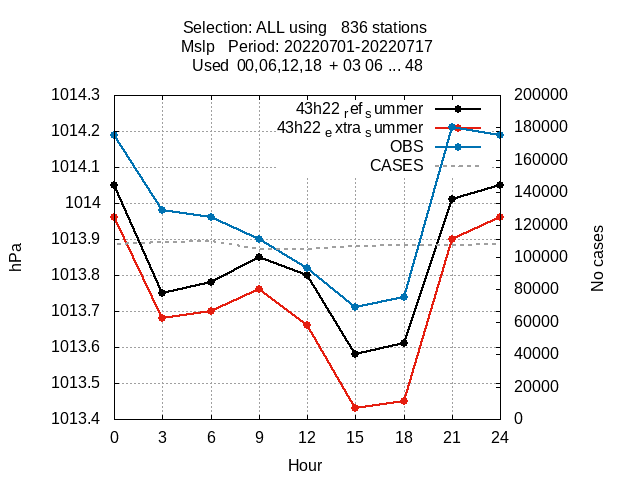 Selection: ALL using   836 stations
Mslp   Period: 20220701-20220717
Used  00,06,12,18  + 03 06 ... 48
1014.3
1014.2
1014.1
1014
1013.9
1013.8
1013.7
1013.6
1013.5
1013.4
hPa
43h22 ref summer
43h22 extra summer
OBS
CASES
200000
180000
160000
140000
120000
100000
80000
60000
40000
20000
0
No cases
0 3 6 9 12 15 18 21 24
Hour